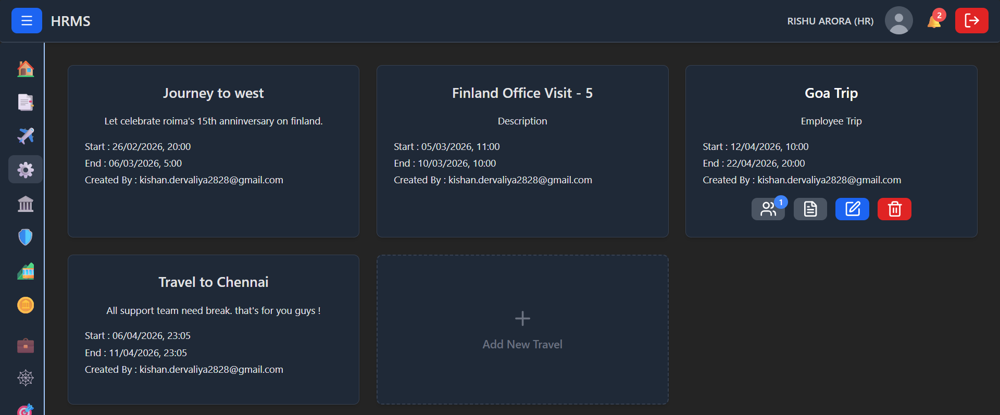 HRMS
RISHU ARORA (HR)
2
Journey to west
Let celebrate roima's 15th anninversary on finland.
Start : 26/02/2026, 20:00
End : 06/03/2026, 5:00
Created By : kishan.dervaliya2828@gmail.com
Finland Office Visit - 5
Description
Start : 05/03/2026, 11:00
End : 10/03/2026, 10:00
Created By : kishan.dervaliya2828@gmail.com
Goa Trip
Employee Trip
Start : 12/04/2026, 10:00
End : 22/04/2026, 20:00
Created By : kishan.dervaliya2828@gmail.com
1
Travel to Chennai
All support team need break. that's for you guys !
Start : 06/04/2026, 23:05
End : 11/04/2026, 23:05
Created By : kishan.dervaliya2828@gmail.com
Add New Travel